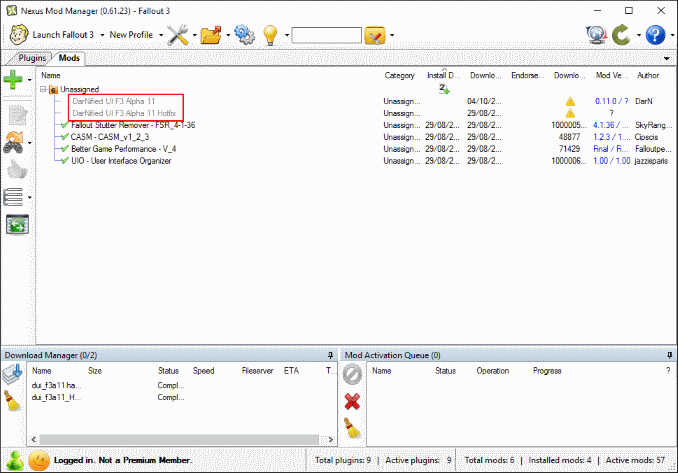 Nexus Mod Manager (0.61.23) - Fallout 3
Launch Fallout 3 New Profile
Plugins Mods
Name Category Install D... Downlo... Endorse... Downlo... Mod Ve... Author
Unassigned 2
DarNified UI F3 Alpha 11 Unassign... 04/10/2... 0.11.0 / ? DarN
DarNified UI F3 Alpha 11 Hotfix Unassign... 29/08/2... ?
Fallout Stutter Remover - FSR_4-1-36 Unassign... 29/08/2... 29/08/2... 1000005... 4.1.36 / ... SkyRang...
CASM - CASM_v1_2_3 Unassign... 29/08/2... 29/08/2... 48877 1.2.3 / 1.... Cipscis
Better Game Performance - V_4 Unassign... 29/08/2... 29/08/2... 71429 Final / R... Falloutpe...
UIO - User Interface Organizer Unassign... 29/08/2... 29/08/2... 1000006... 1.00 / 1.00 jazzieparis
Download Manager (0/2) Mod Activation Queue (0)
Name Size Status Speed Fileserver ETA T... Name Status Operation Progress ?
dui_f3a11 ha... Compl...
dui_f3a11_H... Compl...
Logged in. Not a Premium Member. Total plugins: 9 | Active plugins: 9 Total mods: 6 | Installed mods: 4 | Active mods: 57